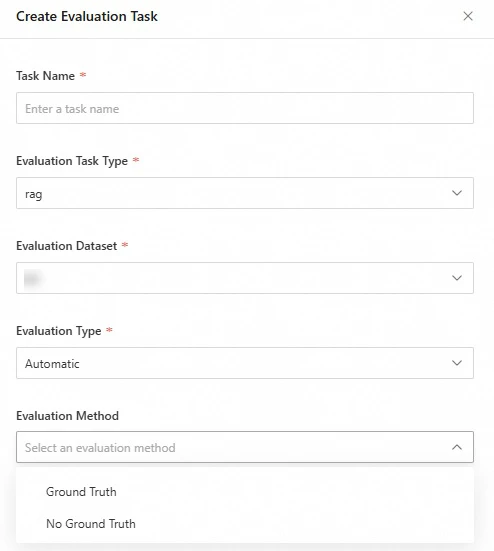 Create Evaluation Task
Task Name *
Enter a task name
Evaluation Task Type *
rag
Evaluation Dataset *
Evaluation Type *
Automatic
Evaluation Method
Select an evaluation method
Ground Truth
No Ground Truth